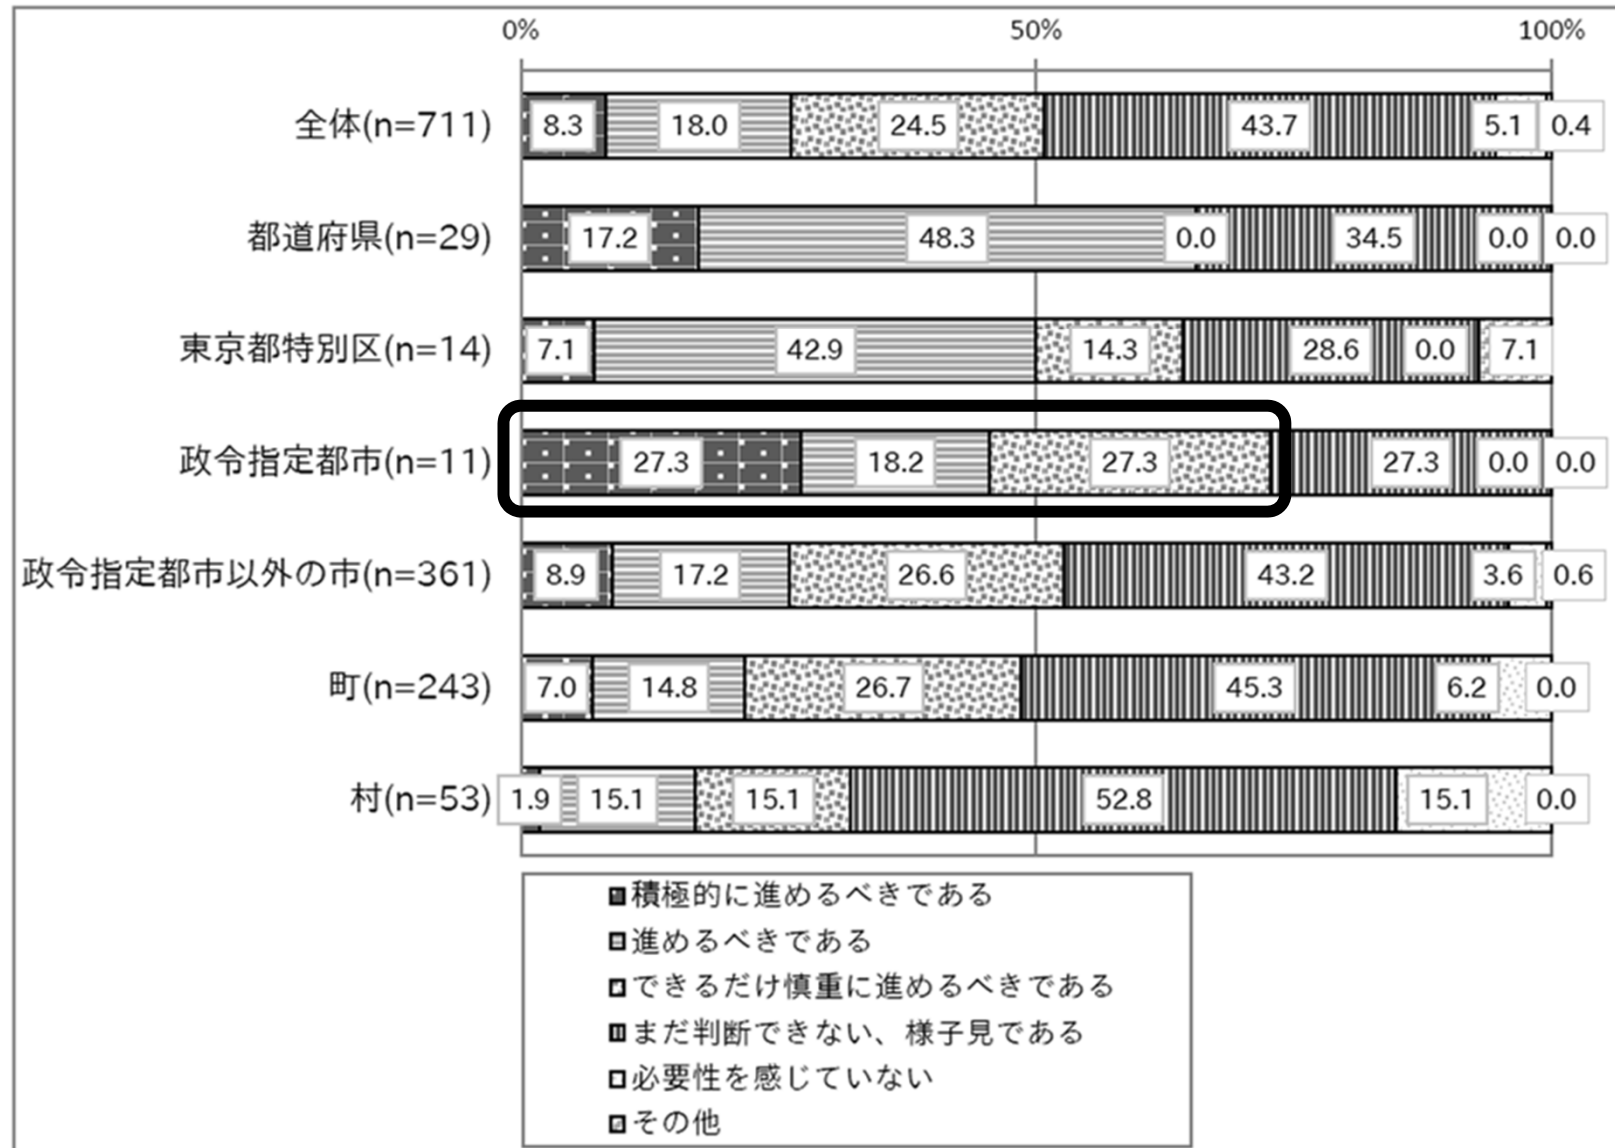 0% 50% 100%
全体(n=711) 8.3 18.0 24.5 43.7 5.1 0.4
都道府県(n=29) 17.2 48.3 0.0 34.5 0.0 0.0
東京都特別区(n=14) 7.1 42.9 14.3 28.6 0.0 7.1
政令指定都市(n=11) 27.3 18.2 27.3 27.3 0.0 0.0
政令指定都市以外の市(n=361) 8.9 17.2 26.6 43.2 3.6 0.6
町(n=243) 7.0 14.8 26.7 45.3 6.2 0.0
村(n=53) 1.9 15.1 15.1 52.8 15.1 0.0
積極的に進めるべきである
進めるべきである
できるだけ慎重に進めるべきである
まだ判断できない、様子見である
必要性を感じていない
その他